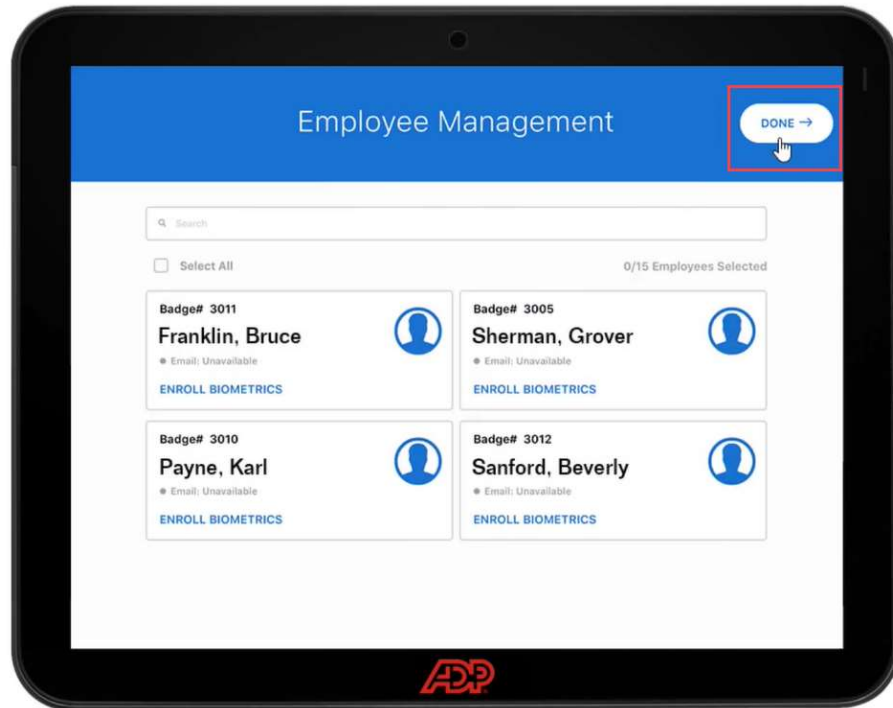 Employee Management
DONE →
Search
Select All
0/15 Employees Selected
Badge# 3011
Franklin, Bruce
Email: Unavailable
ENROLL BIOMETRICS
Badge# 3005
Sherman, Grover
Email: Unavailable
ENROLL BIOMETRICS
Badge# 3010
Payne, Karl
Email: Unavailable
ENROLL BIOMETRICS
Badge# 3012
Sanford, Beverly
Email: Unavailable
ENROLL BIOMETRICS
ADP